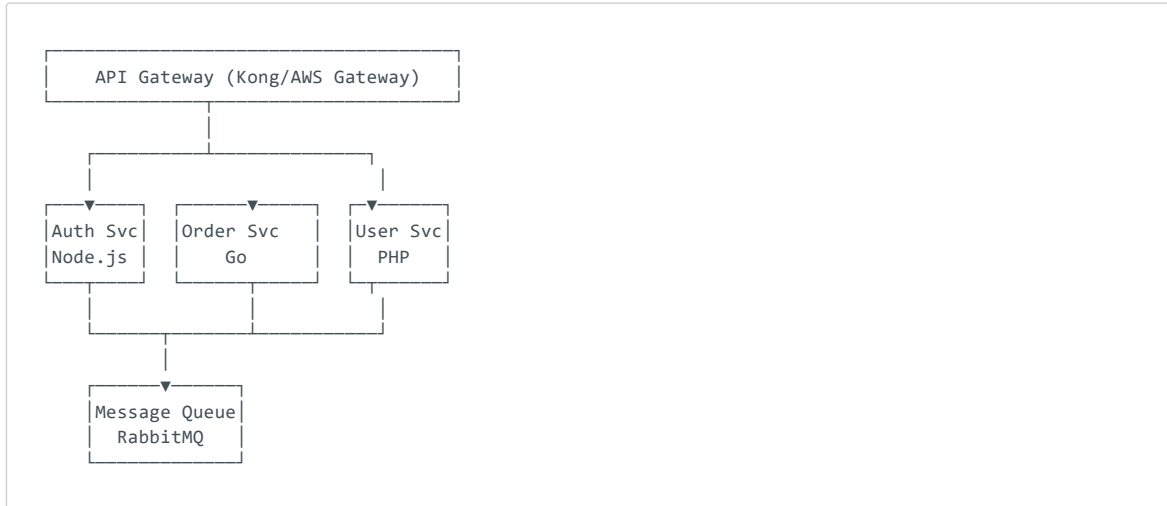 API Gateway (Kong/AWS Gateway)
Auth Svc Order Svc User Svc
Node.js Go PHP
Message Queue
RabbitMQ